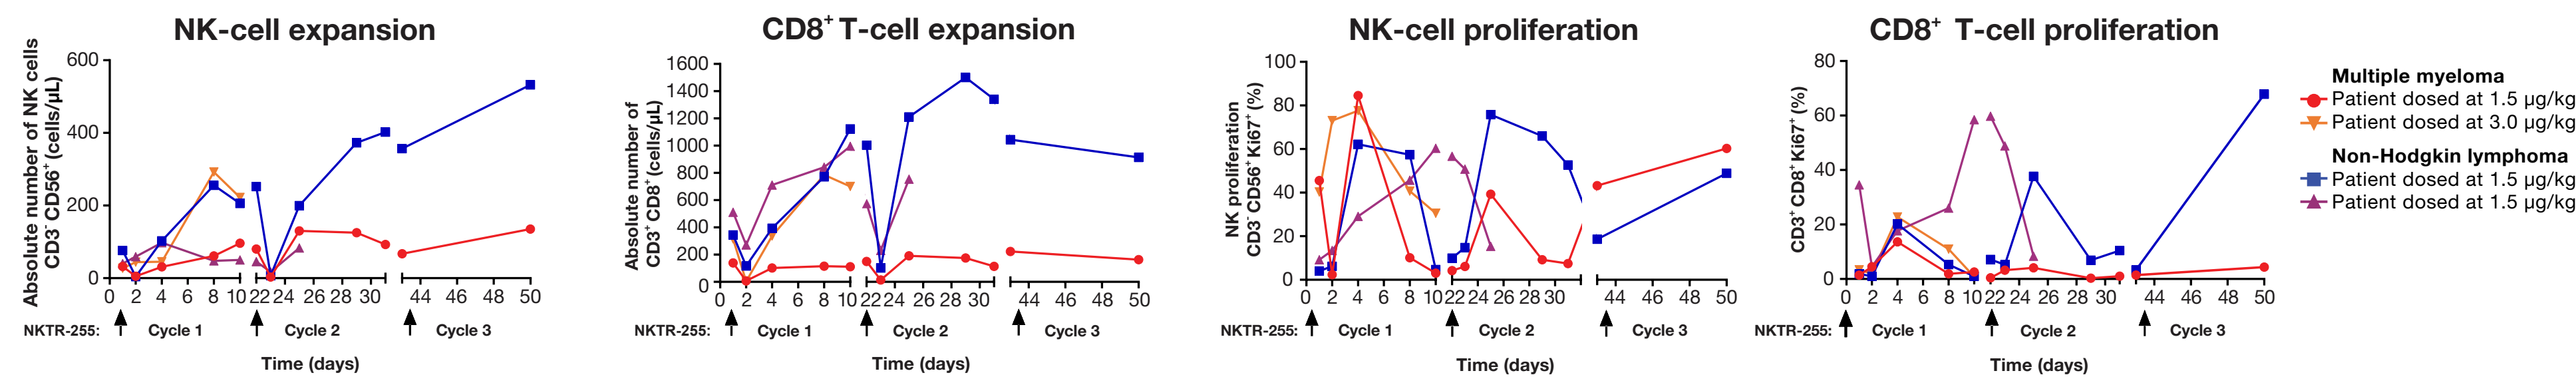 NK-cell expansion
Absolute number of NK cells
CD3⁻ CD56⁺ (cells/µL)
600
400
200
0
0 2 4 6 8 10 22 24 26 28 30 44 46 48 50
NKTR-255: Cycle 1 Cycle 2 Cycle 3
Time (days)
CD8⁺ T-cell expansion
Absolute number of
CD3⁺ CD8⁺ (cells/µL)
1600
1400
1200
1000
800
600
400
200
0
0 2 4 6 8 10 22 24 26 28 30 44 46 48 50
NKTR-255: Cycle 1 Cycle 2 Cycle 3
Time (days)
NK-cell proliferation
NK proliferation
CD3⁻ CD56⁺ Ki67⁺ (%)
100
80
60
40
20
0
0 2 4 6 8 10 22 24 26 28 30 44 46 48 50
NKTR-255: Cycle 1 Cycle 2 Cycle 3
Time (days)
CD8⁺ T-cell proliferation
CD3⁺ CD8⁺ Ki67⁺ (%)
80
60
40
20
0
0 2 4 6 8 10 22 24 26 28 30 44 46 48 50
NKTR-255: Cycle 1 Cycle 2 Cycle 3
Time (days)
Multiple myeloma
Patient dosed at 1.5 µg/kg
Patient dosed at 3.0 µg/kg
Non-Hodgkin lymphoma
Patient dosed at 1.5 µg/kg
Patient dosed at 1.5 µg/kg